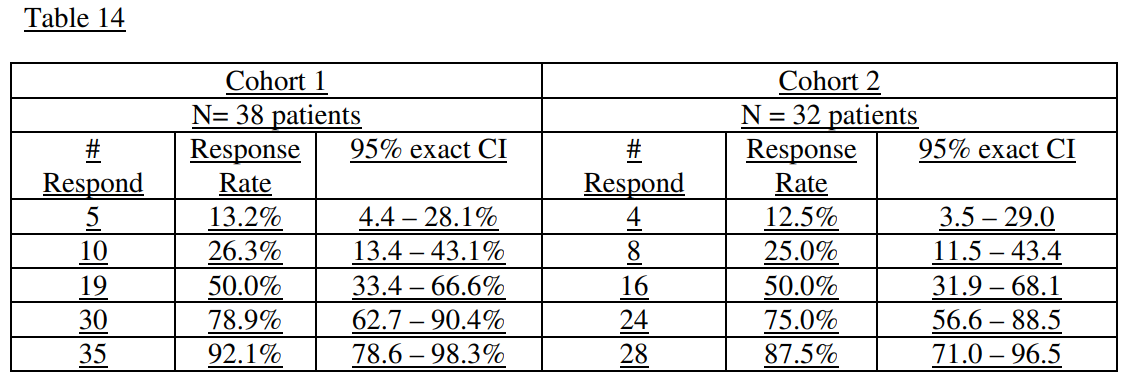 Table 14
Cohort 1 Cohort 2
N= 38 patients N = 32 patients
# Response 95% exact CI # Response 95% exact CI
Respond Rate Respond Rate
5 13.2% 4.4 – 28.1% 4 12.5% 3.5 – 29.0
10 26.3% 13.4 – 43.1% 8 25.0% 11.5 – 43.4
19 50.0% 33.4 – 66.6% 16 50.0% 31.9 – 68.1
30 78.9% 62.7 – 90.4% 24 75.0% 56.6 – 88.5
35 92.1% 78.6 – 98.3% 28 87.5% 71.0 – 96.5